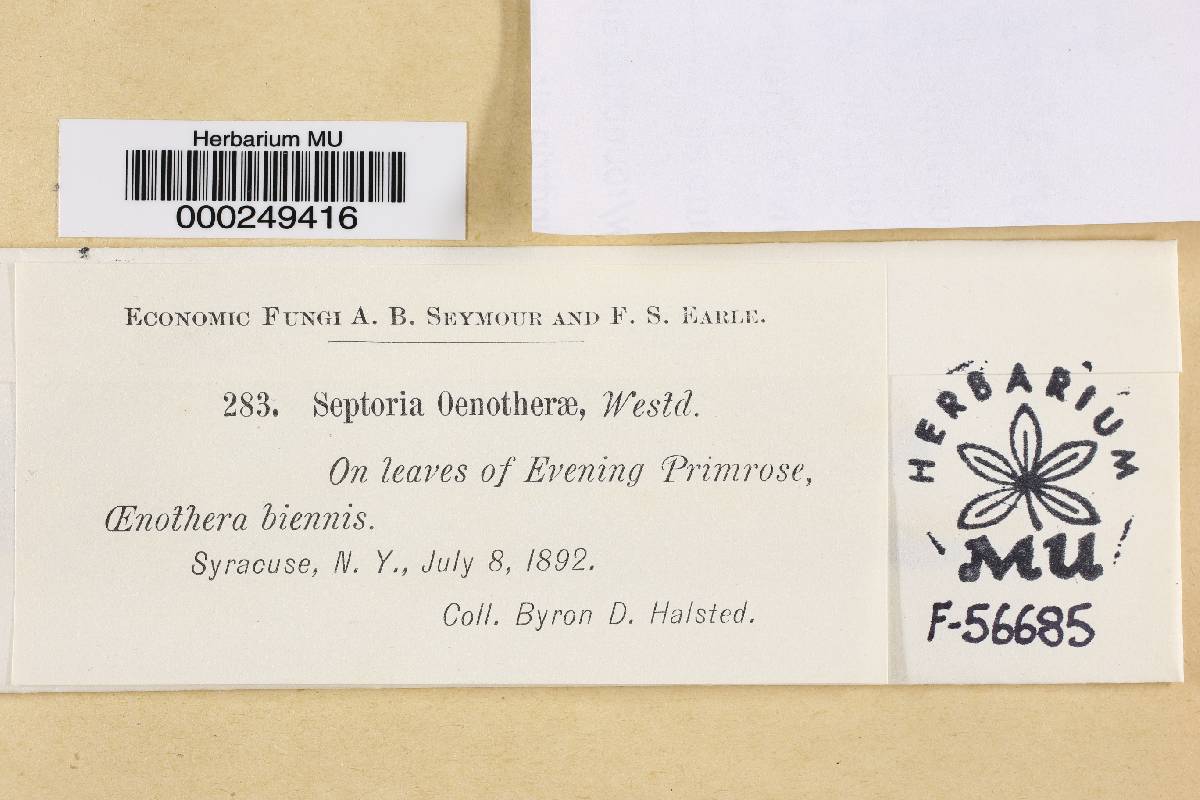 Herbarium MU
000249416
ECONOMIC FUNGI A. B. SEYMOUR AND F. S. EARLE.
283. Septoria Oenotheræ, Westd.
On leaves of Evening Primrose,
Œnothera biennis.
Syracuse, N. Y., July 8, 1892.
Coll. Byron D. Halsted.
HERBARIUM
MU
F-56685